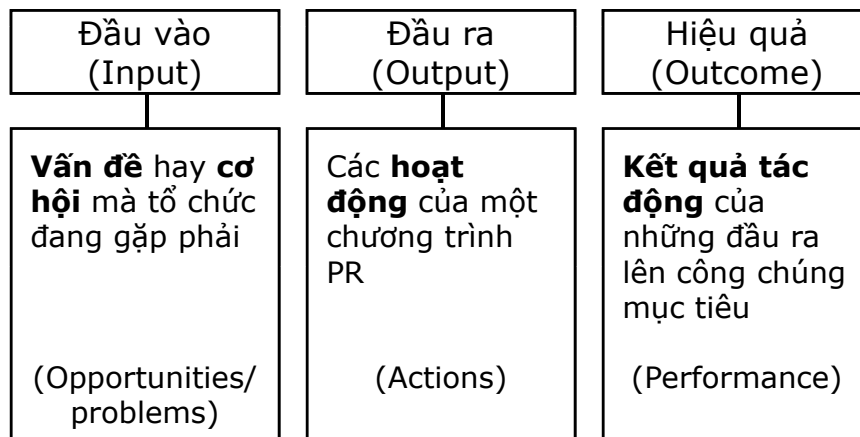 Đầu vào
(Input)
Đầu ra
(Output)
Hiệu quả
(Outcome)
Vấn đề hay cơ
hội mà tổ chức
đang gặp phải
(Opportunities/
problems)
Các hoạt
động của một
chương trình
PR
(Actions)
Kết quả tác
động của
những đầu ra
lên công chúng
mục tiêu
(Performance)